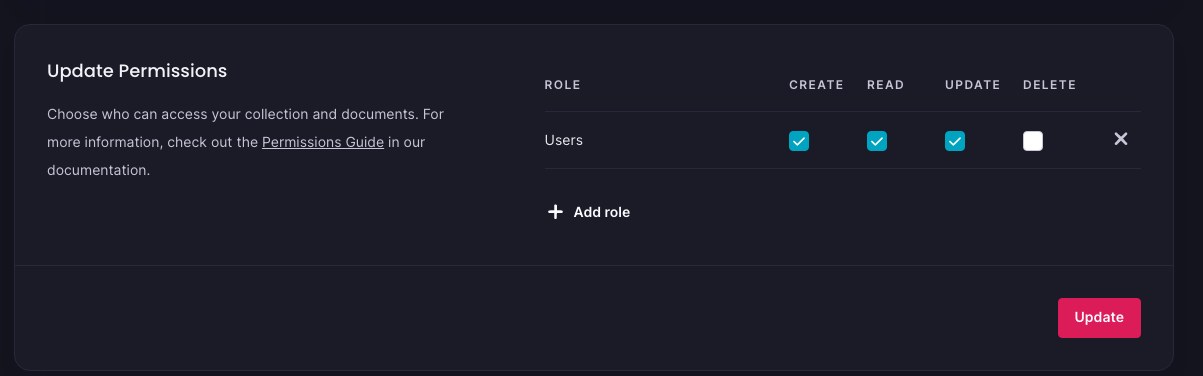 Update Permissions
Choose who can access your collection and documents. For
more information, check out the Permissions Guide in our
documentation.
ROLE CREATE READ UPDATE DELETE
Users
Add role
Update